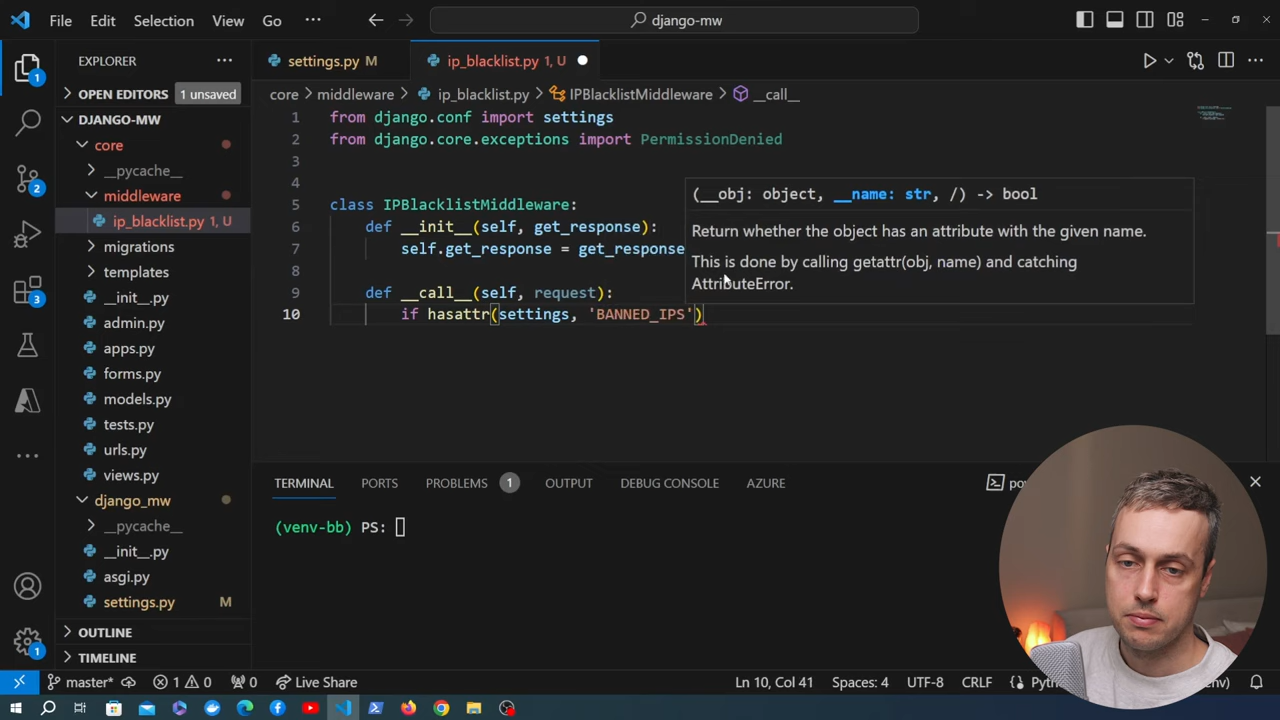 File Edit Selection View Go ··· django-mw
EXPLORER ···
OPEN EDITORS 1 unsaved
DJANGO-MW
core
__pycache__
middleware
ip_blacklist.py 1, U
migrations
templates
__init__.py
admin.py
apps.py
forms.py
models.py
tests.py
urls.py
views.py
django_mw
__pycache__
__init__.py
asgi.py
settings.py M
OUTLINE
TIMELINE
1
2
3
1
settings.py M ip_blacklist.py 1, U
core > middleware > ip_blacklist.py > IPBlacklistMiddleware > __call__
1 from django.conf import settings
2 from django.core.exceptions import PermissionDenied
3
4
5 class IPBlacklistMiddleware:
6 def __init__(self, get_response):
7 self.get_response = get_response
8
9 def __call__(self, request):
10 if hasattr(settings, 'BANNED_IPS')
(__obj: object, __name: str, /) -> bool
Return whether the object has an attribute with the given name.
This is done by calling getattr(obj, name) and catching
AttributeError.
TERMINAL PORTS PROBLEMS 1 OUTPUT DEBUG CONSOLE AZURE
(venv-bb) PS:
master* 1 0 0 Live Share Ln 10, Col 41 Spaces: 4 UTF-8 CRLF